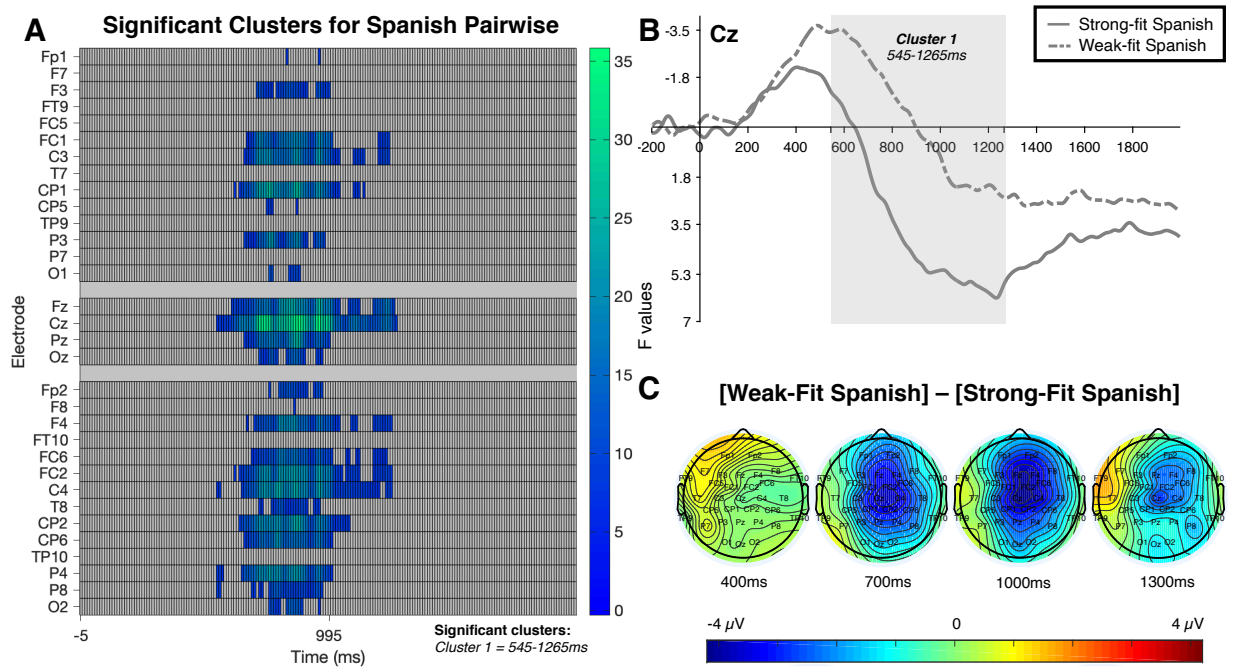 A
Significant Clusters for Spanish Pairwise
Electrode
Fp1
F7
F3
FT9
FC5
FC1
C3
T7
CP1
CP5
TP9
P3
P7
O1
Fz
Cz
Pz
Oz
Fp2
F8
F4
FT10
FC6
FC2
C4
T8
CP2
CP6
TP10
P4
P8
O2
-5
995
Time (ms)
Significant clusters:
Cluster 1 = 545-1265ms
35
30
25
20
15
10
5
0
F values
B
Cz
Strong-fit Spanish
Weak-fit Spanish
Cluster 1
545-1265ms
-3.5
-1.8
1.8
3.5
5.3
7
-200
0
200
400
600
800
1000
1200
1400
1600
1800
C
[Weak-Fit Spanish] – [Strong-Fit Spanish]
400ms
700ms
1000ms
1300ms
-4 µV
0
4 µV